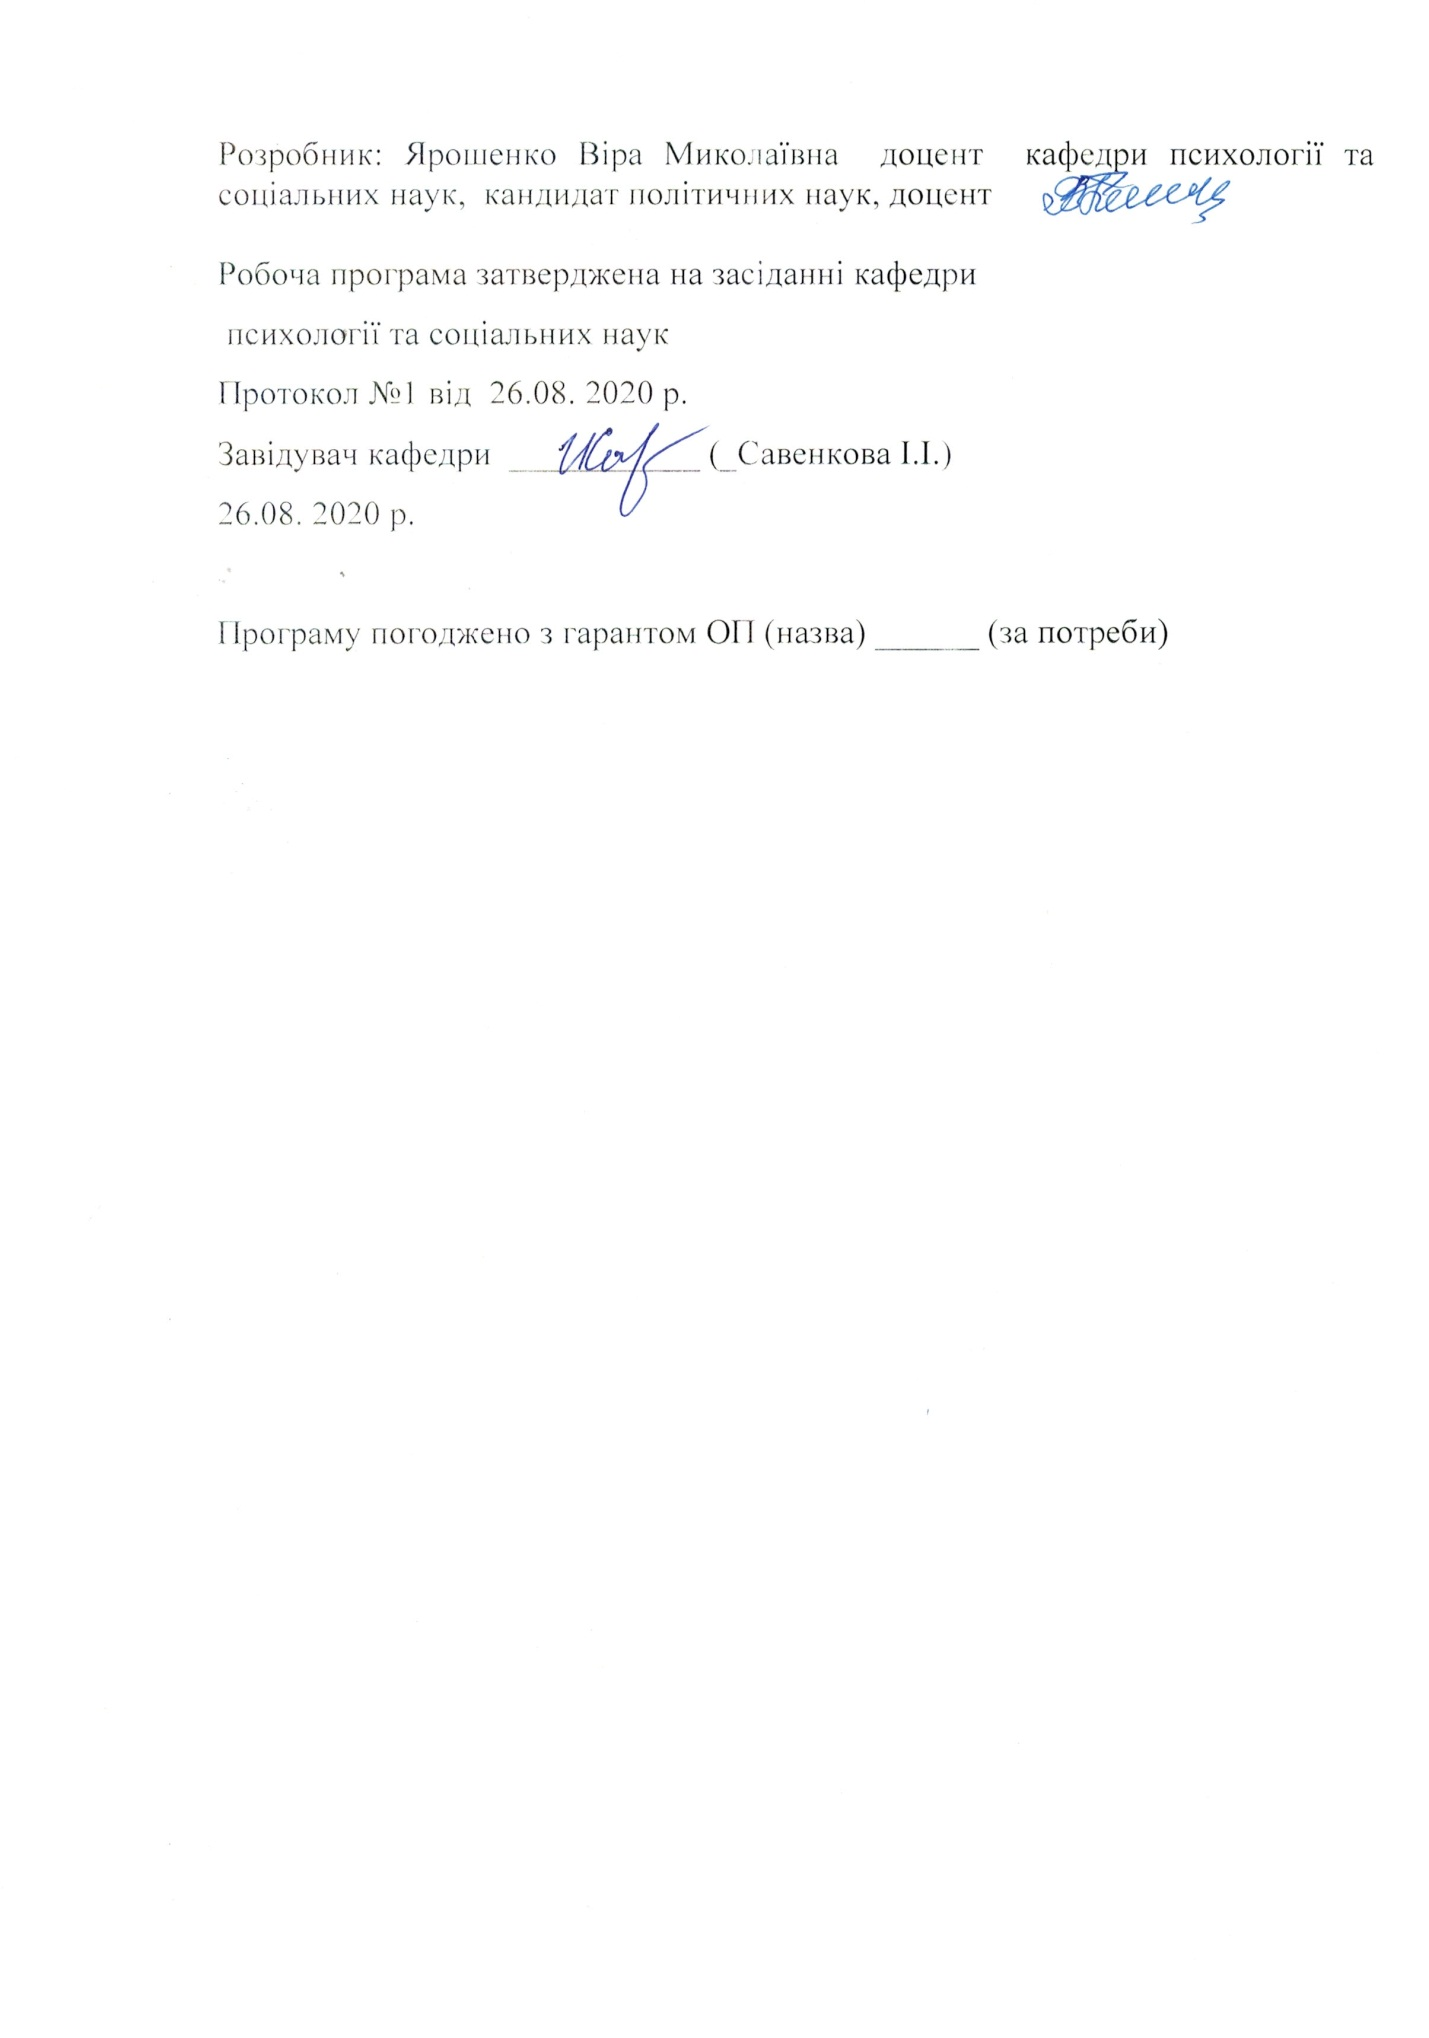 Розробник: Ярошенко Віра Миколаївна доцент кафедри психології та
соціальних наук, кандидат політичних наук, доцент
Робоча програма затверджена на засіданні кафедри
психології та соціальних наук
Протокол №1 від 26.08. 2020 р.
Завідувач кафедри ____________ (_Савенкова І.І.)
26.08. 2020 р.
Програму погоджено з гарантом ОП (назва) ______ (за потреби)